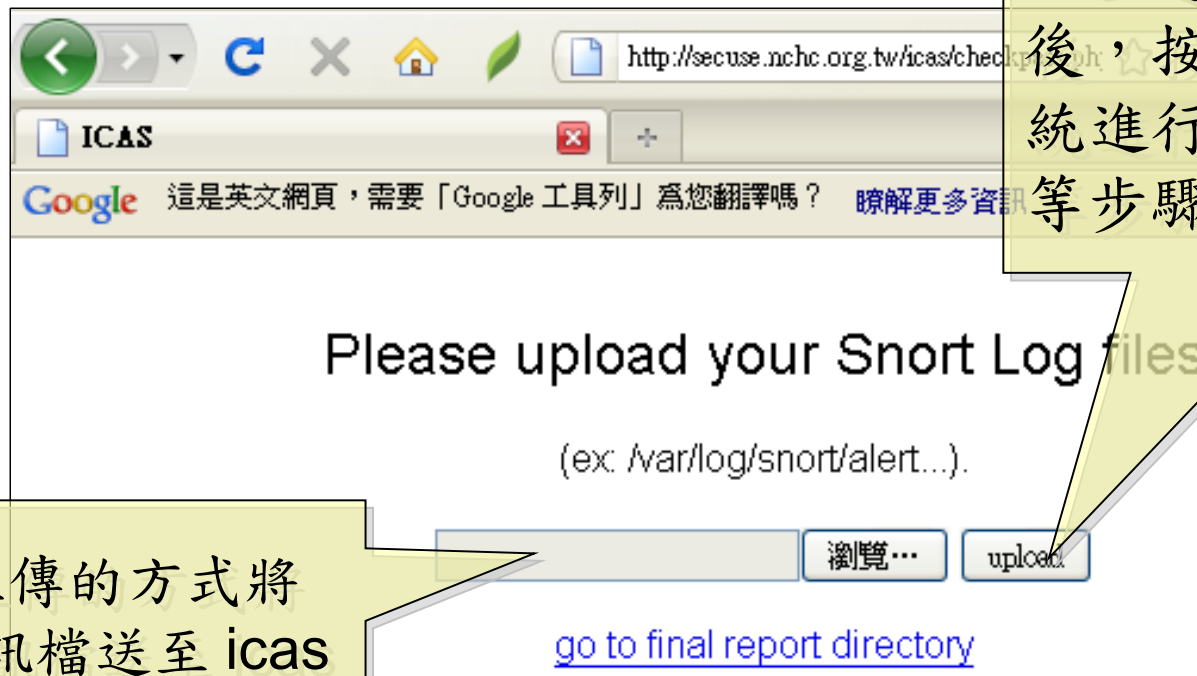 http://secuse.nchc.org.tw/icas/check
ICAS
Google 這是英文網頁,需要「Google 工具列」為您翻譯嗎? 瞭解更多資訊
後,按
統進行
等步驟
Please upload your Snort Log files
(ex: /var/log/snort/alert...).
瀏覽… upload
傳的方式將
訊檔送至 icas
go to final report directory